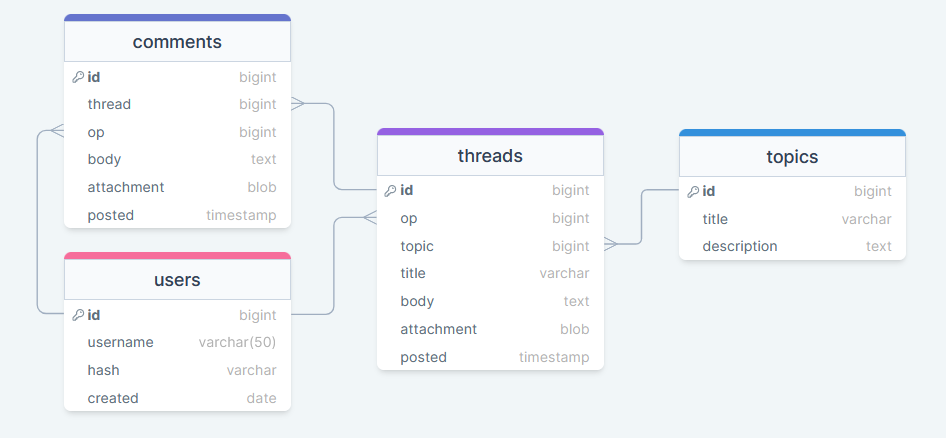 comments
id bigint
thread bigint
op bigint
body text
attachment blob
posted timestamp
users
id bigint
username varchar(50)
hash varchar
created date
threads
id bigint
op bigint
topic bigint
title varchar
body text
attachment blob
posted timestamp
topics
id bigint
title varchar
description text